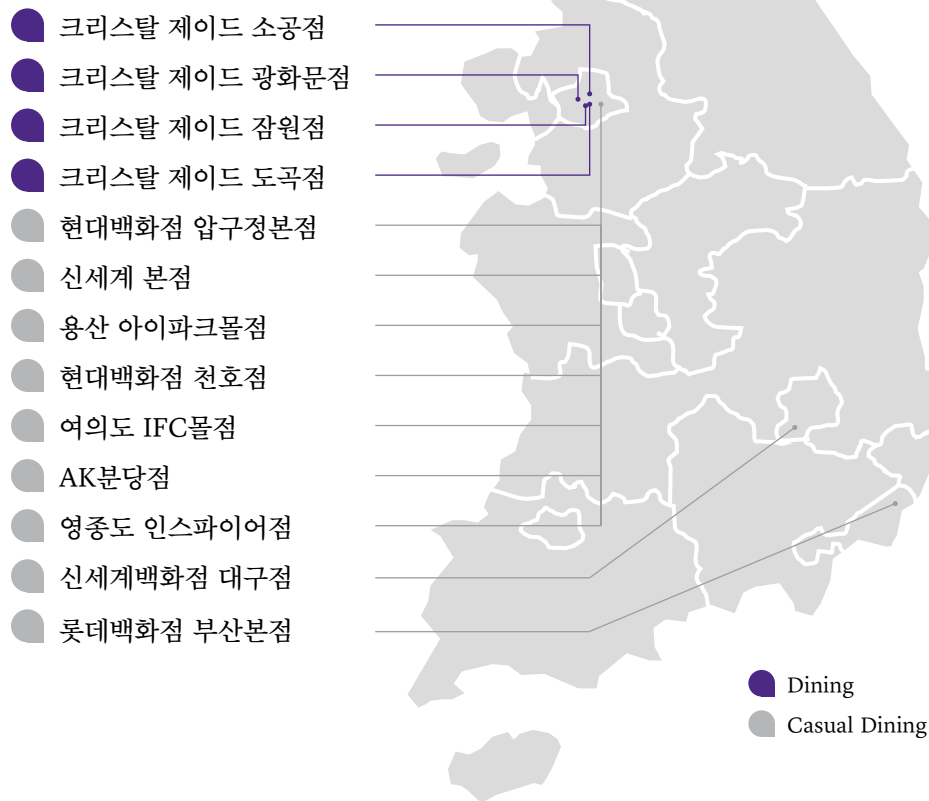 크리스탈 제이드 소공점
크리스탈 제이드 광화문점
크리스탈 제이드 잠원점
크리스탈 제이드 도곡점
현대백화점 압구정본점
신세계 본점
용산 아이파크몰점
현대백화점 천호점
여의도 IFC몰점
AK분당점
영종도 인스파이어점
신세계백화점 대구점
롯데백화점 부산본점
Dining
Casual Dining